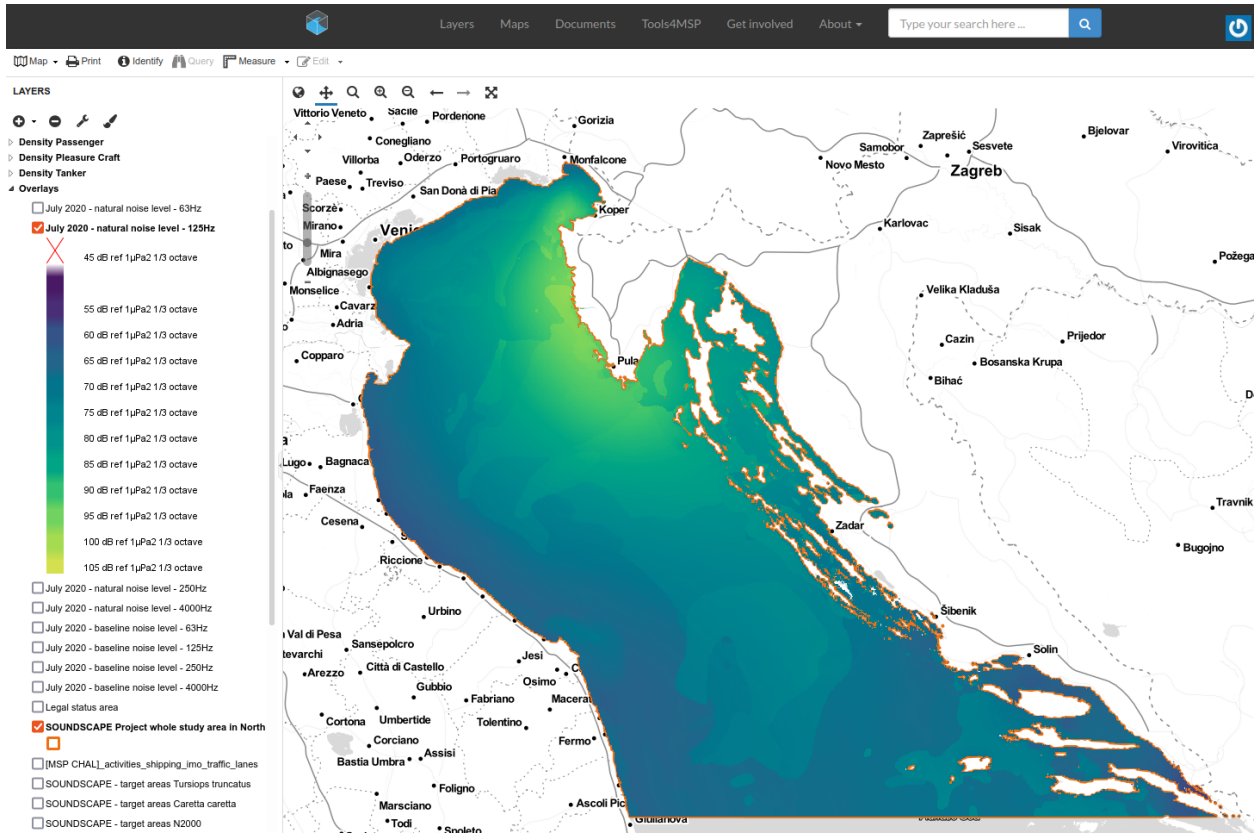 Layers Maps Documents Tools4MSP Get involved About
Type your search here ...
Map Print Identify Query Measure Edit
LAYERS
Density Passenger
Density Pleasure Craft
Density Tanker
Overlays
July 2020 - natural noise level - 63Hz
July 2020 - natural noise level - 125Hz
45 dB ref 1µPa2 1/3 octave
55 dB ref 1µPa2 1/3 octave
60 dB ref 1µPa2 1/3 octave
65 dB ref 1µPa2 1/3 octave
70 dB ref 1µPa2 1/3 octave
75 dB ref 1µPa2 1/3 octave
80 dB ref 1µPa2 1/3 octave
85 dB ref 1µPa2 1/3 octave
90 dB ref 1µPa2 1/3 octave
95 dB ref 1µPa2 1/3 octave
100 dB ref 1µPa2 1/3 octave
105 dB ref 1µPa2 1/3 octave
July 2020 - natural noise level - 250Hz
July 2020 - natural noise level - 4000Hz
July 2020 - baseline noise level - 63Hz
July 2020 - baseline noise level - 125Hz
July 2020 - baseline noise level - 250Hz
July 2020 - baseline noise level - 4000Hz
Legal status area
SOUNDSCAPE Project whole study area in North
[MSP CHAL]_activities_shipping_imo_traffic_lanes
SOUNDSCAPE - target areas Tursiops truncatus
SOUNDSCAPE - target areas Caretta caretta
SOUNDSCAPE - target areas N2000
Vittorio Veneto
Sacile
Pordenone
Gorizia
Conegliano
Villorba
Oderzo
Portogruaro
Monfalcone
Paese
Treviso
San Donà di Pia
Scorzè
Koper
Mirano
Veni
Mira
Albignasego
Monselice
Cavarz
Adria
Copparo
Pula
Lugo
Bagnaca
Faenza
Cesena
Riccione
Urbino
Val di Pesa
Sansepolcro
tevarchi
Arezzo
Città di Castello
Jesi
Osimo
Gubbio
Fabriano
Macera
Cortona
Umbertide
Tolentino
Corciano
Fermo
Bastia Umbra
Assisi
Foligno
Marsciano
Ascoli Pic
Todi
Spoleto
Giulianova
Zaprešić
Bjelovar
Samobor
Sesvete
Virovitica
Novo Mesto
Zagreb
Karlovac
Sisak
Požega
Velika Kladuša
Cazin
Prijedor
Bosanska Krupa
Bihać
Travnik
Zadar
Bugojno
Šibenik
Solin